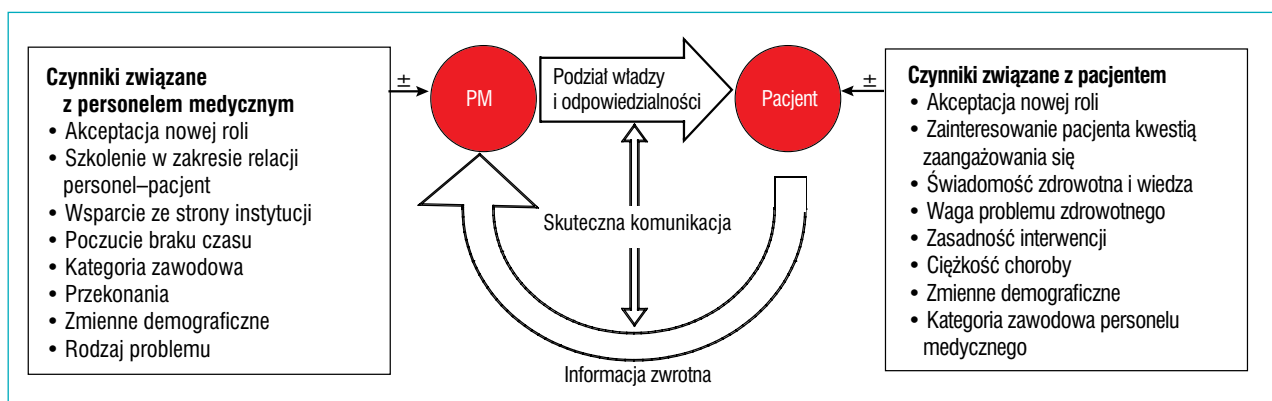 Czynniki związane
z personelem medycznym
• Akceptacja nowej roli
• Szkolenie w zakresie relacji
personel–pacjent
• Wsparcie ze strony instytucji
• Poczucie braku czasu
• Kategoria zawodowa
• Przekonania
• Zmienne demograficzne
• Rodzaj problemu
±
PM
Podział władzy
i odpowiedzialności
Pacjent
±
Skuteczna komunikacja
Informacja zwrotna
Czynniki związane z pacjentem
• Akceptacja nowej roli
• Zainteresowanie pacjenta kwestią
zaangażowania się
• Świadomość zdrowotna i wiedza
• Waga problemu zdrowotnego
• Zasadność interwencji
• Ciężkość choroby
• Zmienne demograficzne
• Kategoria zawodowa personelu
medycznego